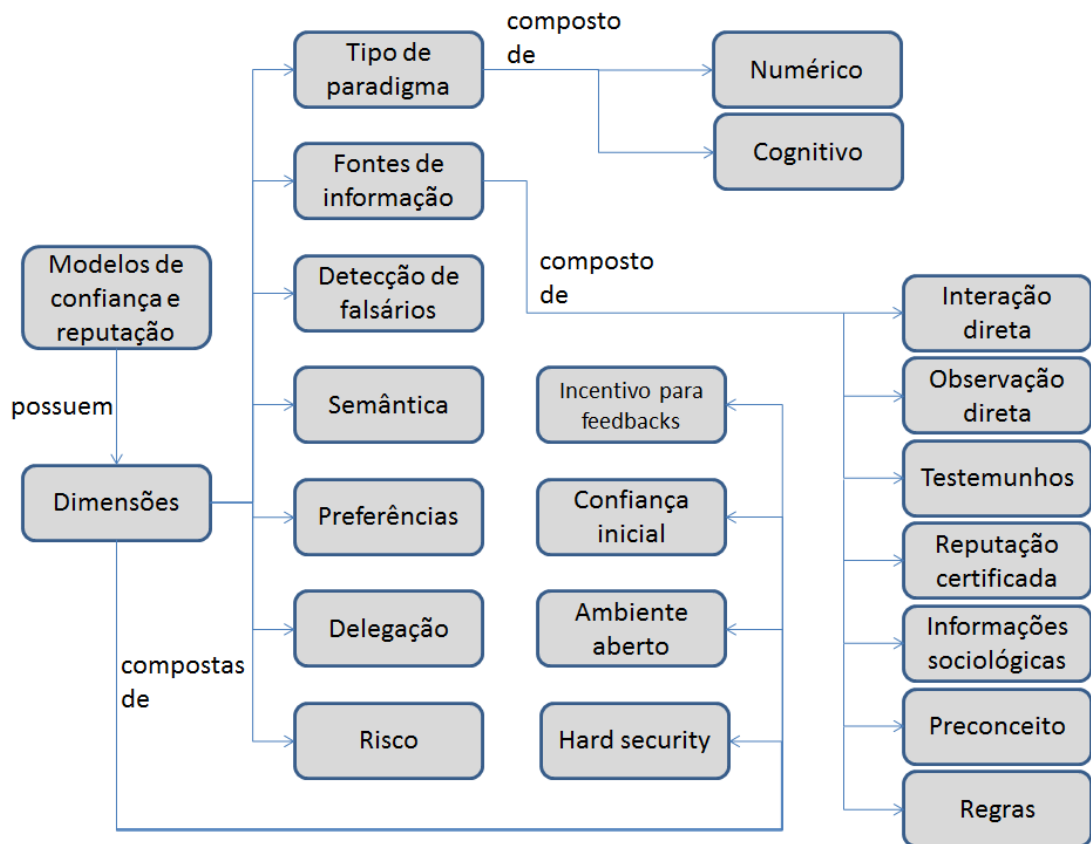 composto
de
Tipo de
paradigma
Numérico
Cognitivo
Fontes de
informação
composto
de
Modelos de
confiança e
reputação
Detecção de
falsários
Interação
direta
possuem
Semântica
Incentivo para
feedbacks
Observação
direta
Dimensões
Preferências
Confiança
inicial
Testemunhos
Reputação
certificada
compostas
de
Delegação
Ambiente
aberto
Informações
sociológicas
Risco
Hard security
Preconceito
Regras